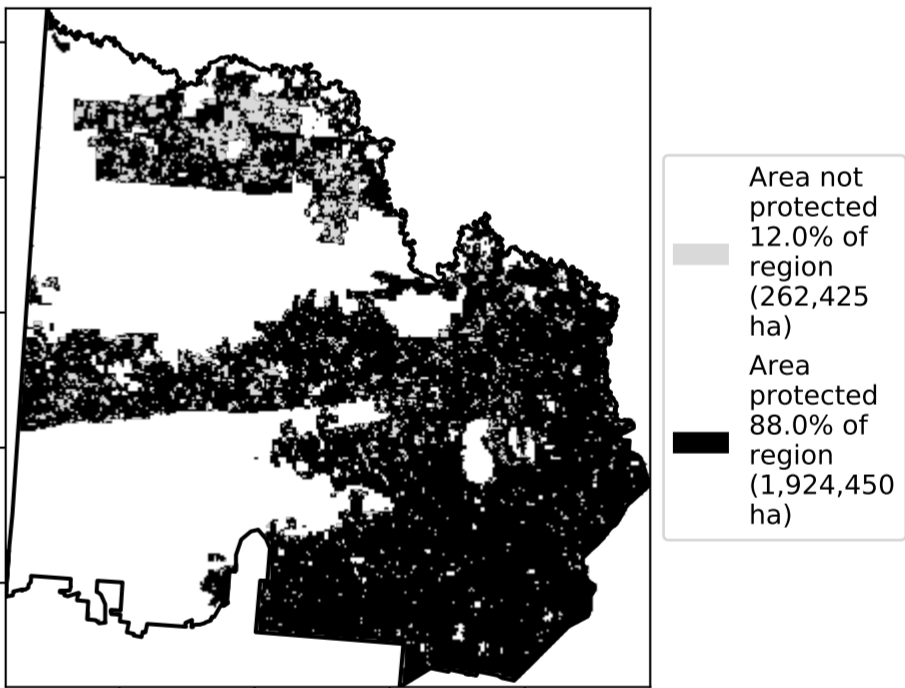 Area not
protected
12.0% of
region
(262,425
ha)
Area
protected
88.0% of
region
(1,924,450
ha)